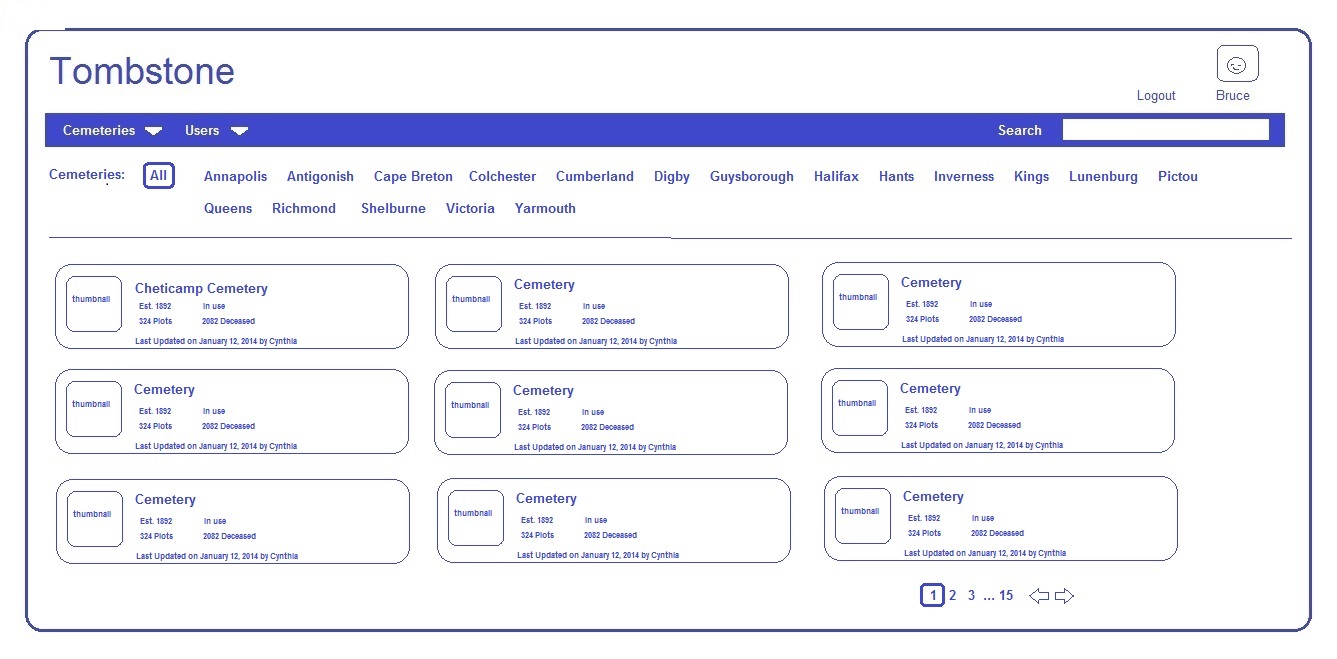 Tombstone
Logout Bruce
Cemeteries Users Search
Cemeteries: All Annapolis Antigonish Cape Breton Colchester Cumberland Digby Guysborough Halifax Hants Inverness Kings Lunenburg Pictou
Queens Richmond Shelburne Victoria Yarmouth
thumbnail
Cheticamp Cemetery
Est. 1892 In use
324 Plots 2082 Deceased
Last Updated on January 12, 2014 by Cynthia
thumbnail
Cemetery
Est. 1892 In use
324 Plots 2082 Deceased
Last Updated on January 12, 2014 by Cynthia
thumbnail
Cemetery
Est. 1892 In use
324 Plots 2082 Deceased
Last Updated on January 12, 2014 by Cynthia
thumbnail
Cemetery
Est. 1892 In use
324 Plots 2082 Deceased
Last Updated on January 12, 2014 by Cynthia
thumbnail
Cemetery
Est. 1892 In use
324 Plots 2082 Deceased
Last Updated on January 12, 2014 by Cynthia
thumbnail
Cemetery
Est. 1892 In use
324 Plots 2082 Deceased
Last Updated on January 12, 2014 by Cynthia
thumbnail
Cemetery
Est. 1892 In use
324 Plots 2082 Deceased
Last Updated on January 12, 2014 by Cynthia
thumbnail
Cemetery
Est. 1892 In use
324 Plots 2082 Deceased
Last Updated on January 12, 2014 by Cynthia
thumbnail
Cemetery
Est. 1892 In use
324 Plots 2082 Deceased
Last Updated on January 12, 2014 by Cynthia
1 2 3 ... 15